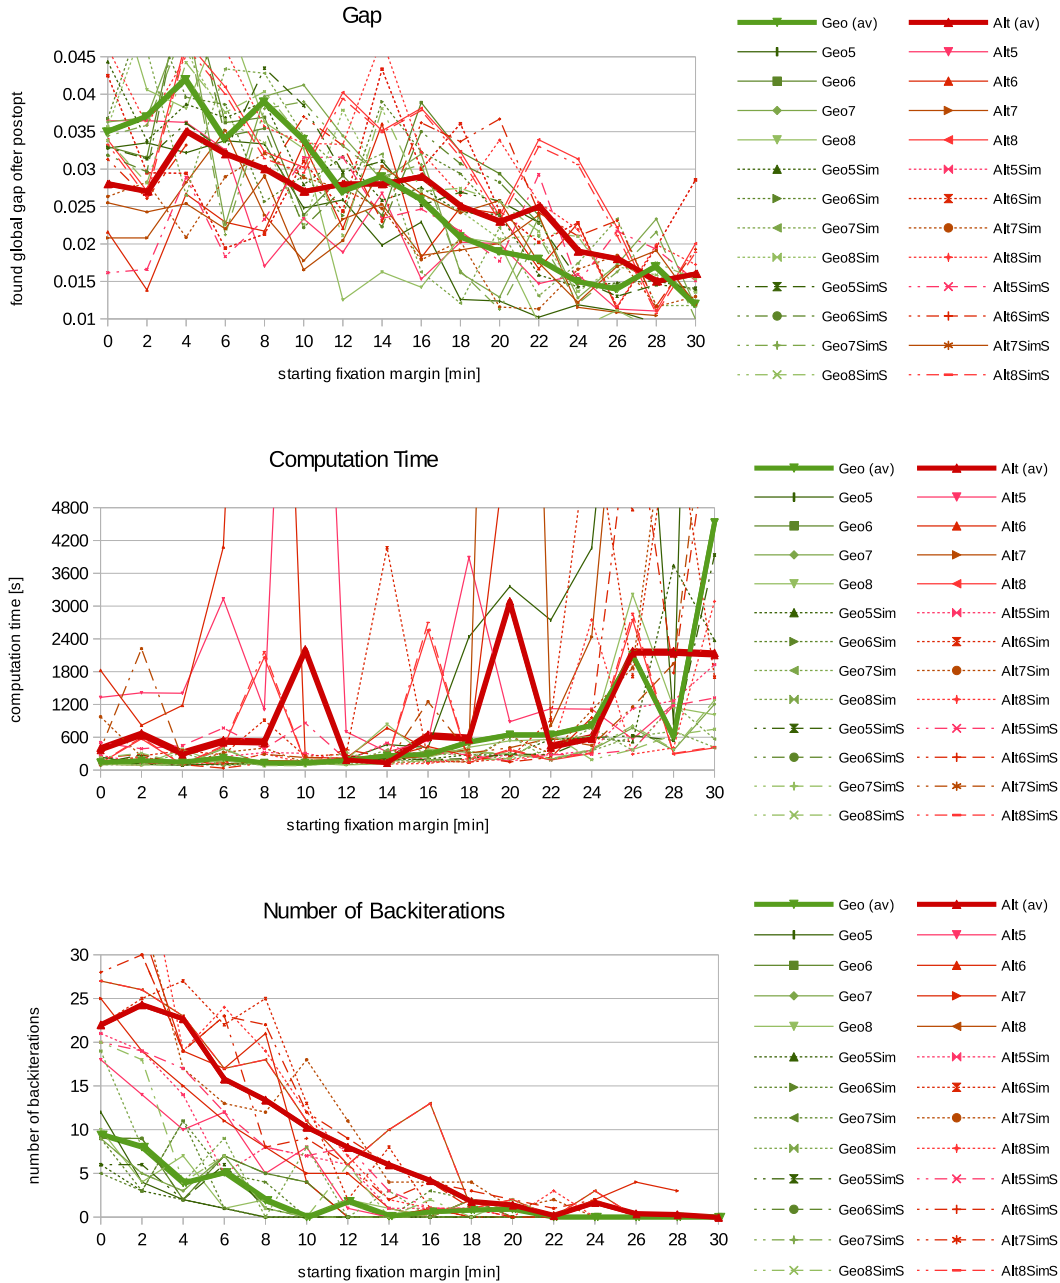 Gap
found global gap ofter postopt
0.045
0.04
0.035
0.03
0.025
0.02
0.015
0.01
0 2 4 6 8 10 12 14 16 18 20 22 24 26 28 30
starting fixation margin [min]
Geo (av) Alt (av)
Geo5 Alt5
Geo6 Alt6
Geo7 Alt7
Geo8 Alt8
Geo5Sim Alt5Sim
Geo6Sim Alt6Sim
Geo7Sim Alt7Sim
Geo8Sim Alt8Sim
Geo5SimS Alt5SimS
Geo6SimS Alt6SimS
Geo7SimS Alt7SimS
Geo8SimS Alt8SimS
Computation Time
computation time [s]
4800
4200
3600
3000
2400
1800
1200
600
0
0 2 4 6 8 10 12 14 16 18 20 22 24 26 28 30
starting fixation margin [min]
Geo (av) Alt (av)
Geo5 Alt5
Geo6 Alt6
Geo7 Alt7
Geo8 Alt8
Geo5Sim Alt5Sim
Geo6Sim Alt6Sim
Geo7Sim Alt7Sim
Geo8Sim Alt8Sim
Geo5SimS Alt5SimS
Geo6SimS Alt6SimS
Geo7SimS Alt7SimS
Geo8SimS Alt8SimS
Number of Backiterations
number of backiterations
30
25
20
15
10
5
0
0 2 4 6 8 10 12 14 16 18 20 22 24 26 28 30
starting fixation margin [min]
Geo (av) Alt (av)
Geo5 Alt5
Geo6 Alt6
Geo7 Alt7
Geo8 Alt8
Geo5Sim Alt5Sim
Geo6Sim Alt6Sim
Geo7Sim Alt7Sim
Geo8Sim Alt8Sim
Geo5SimS Alt5SimS
Geo6SimS Alt6SimS
Geo7SimS Alt7SimS
Geo8SimS Alt8SimS